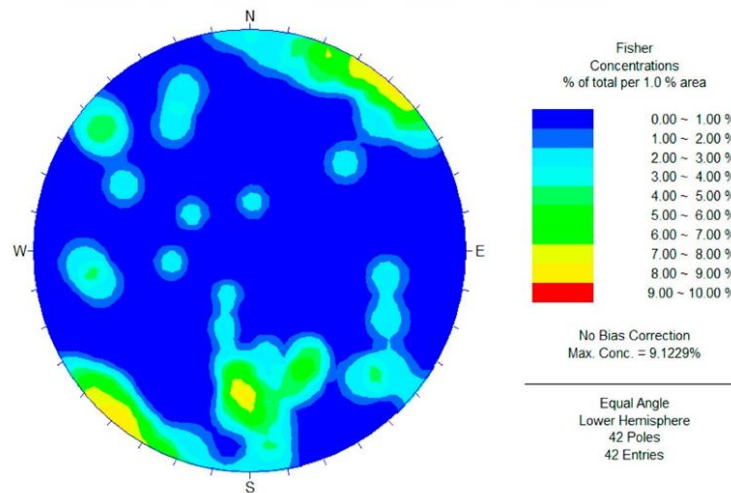 N
W
E
S
Fisher
Concentrations
% of total per 1.0 % area
0.00 ~ 1.00 %
1.00 ~ 2.00 %
2.00 ~ 3.00 %
3.00 ~ 4.00 %
4.00 ~ 5.00 %
5.00 ~ 6.00 %
6.00 ~ 7.00 %
7.00 ~ 8.00 %
8.00 ~ 9.00 %
9.00 ~ 10.00 %
No Bias Correction
Max. Conc. = 9.1229%
Equal Angle
Lower Hemisphere
42 Poles
42 Entries